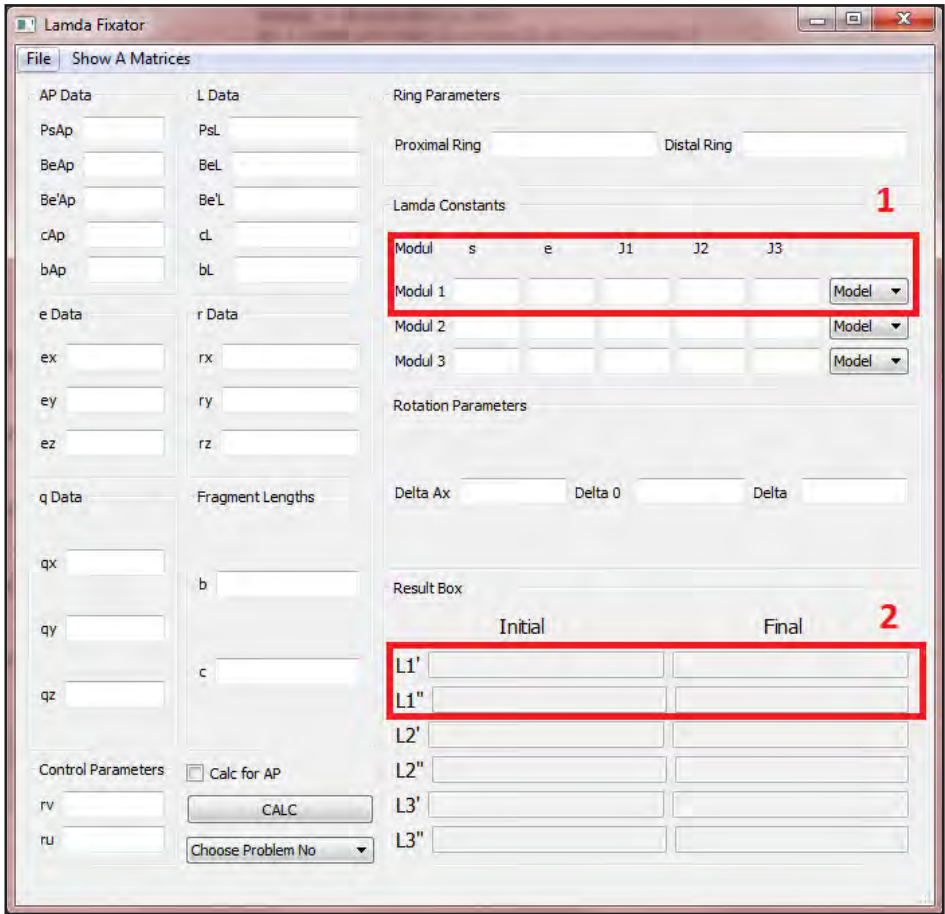 Lamda Fixator
File Show A Matrices
AP Data
PsAp
BeAp
Be'Ap
cAp
bAp
L Data
PsL
BeL
Be'L
cL
bL
e Data
ex
ey
ez
r Data
rx
ry
rz
q Data
qx
qy
qz
Fragment Lengths
b
c
Control Parameters
rv
ru
Calc for AP
CALC
Choose Problem No
Ring Parameters
Proximal Ring Distal Ring
Lamda Constants
1
Modul s e J1 J2 J3
Modul 1 Model
Modul 2 Model
Modul 3 Model
Rotation Parameters
Delta Ax Delta 0 Delta
Result Box
Initial Final 2
L1'
L1"
L2'
L2"
L3'
L3"